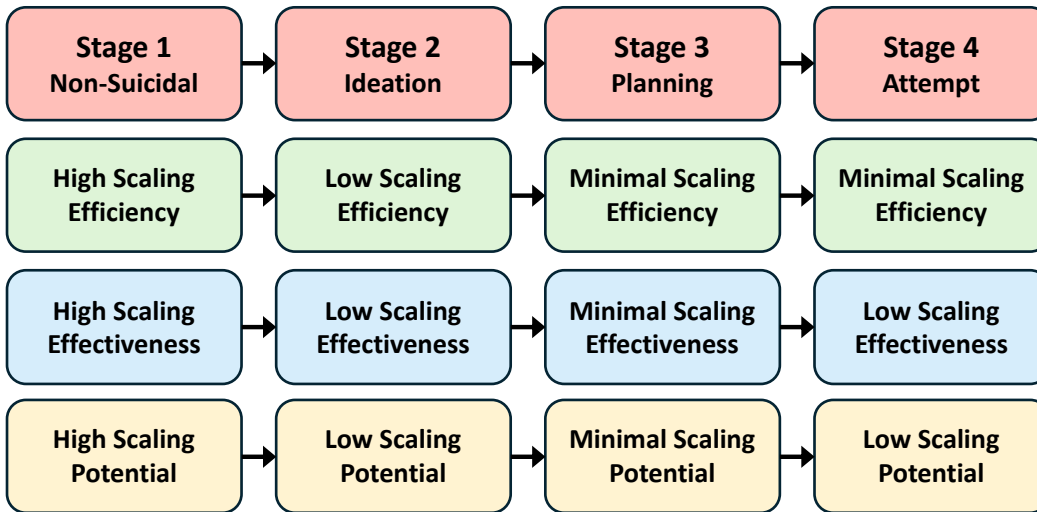 Stage 1
Non-Suicidal
Stage 2
Ideation
Stage 3
Planning
Stage 4
Attempt
High Scaling
Efficiency
Low Scaling
Efficiency
Minimal Scaling
Efficiency
Minimal Scaling
Efficiency
High Scaling
Effectiveness
Low Scaling
Effectiveness
Minimal Scaling
Effectiveness
Low Scaling
Effectiveness
High Scaling
Potential
Low Scaling
Potential
Minimal Scaling
Potential
Low Scaling
Potential